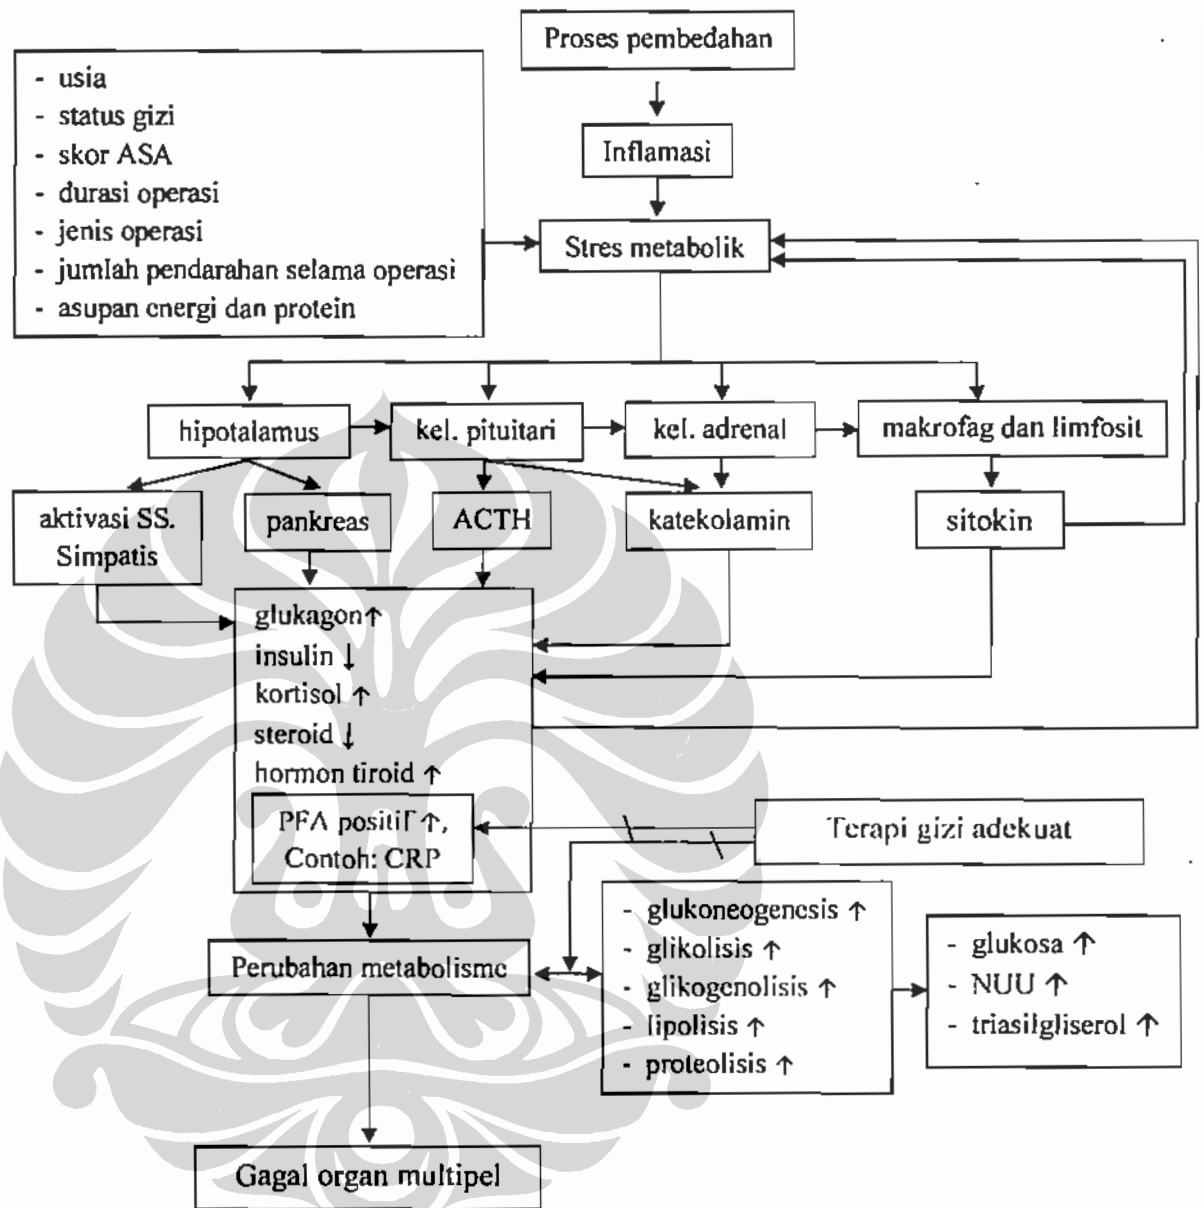 Proses pembedahan
- usia
- status gizi
- skor ASA
- durasi operasi
- jenis operasi
- jumlah pendarahan selama operasi
- asupan energi dan protein
Inflamasi
Stres metabolik
hipotalamus
kel. pituitari
kel. adrenal
makrofag dan limfosit
aktivasi SS.
Simpatis
pankreas
ACTH
katekolamin
sitokin
glukagon ↑
insulin ↓
kortisol ↑
steroid ↓
hormon tiroid ↑
PFA positif ↑,
Contoh: CRP
Terapi gizi adekuat
Perubahan metabolisme
- glukoneogenesis ↑
- glikolisis ↑
- glikogenolisis ↑
- lipolisis ↑
- proteolisis ↑
- glukosa ↑
- NUU ↑
- triasilgliserol ↑
Gagal organ multipel